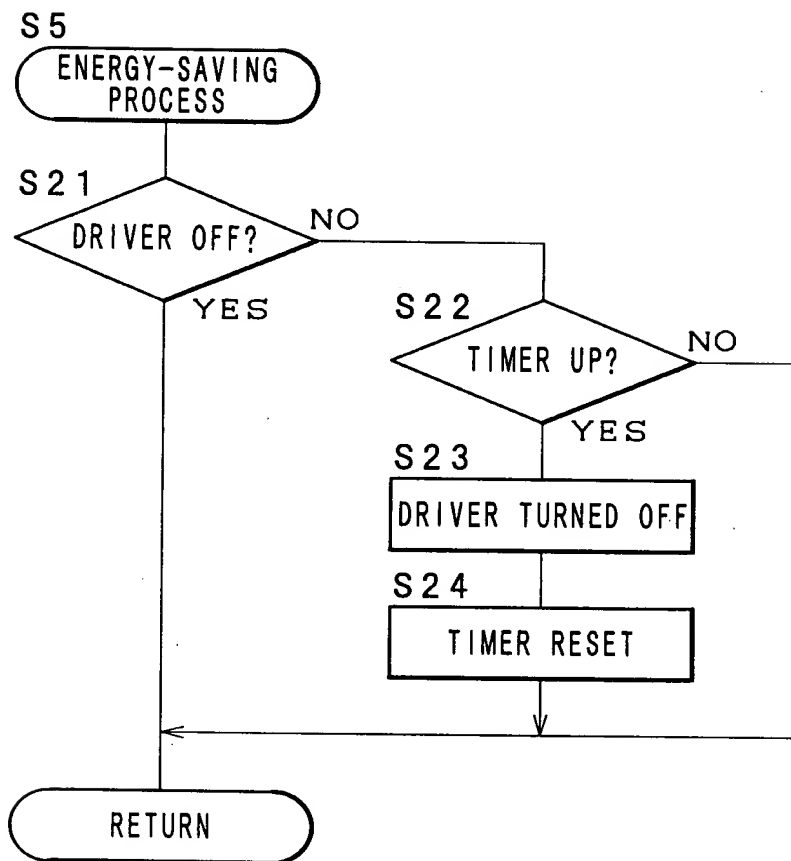 S5
ENERGY-SAVING
PROCESS
S21
DRIVER OFF?
NO
YES
S22
TIMER UP?
NO
YES
S23
DRIVER TURNED OFF
S24
TIMER RESET
RETURN